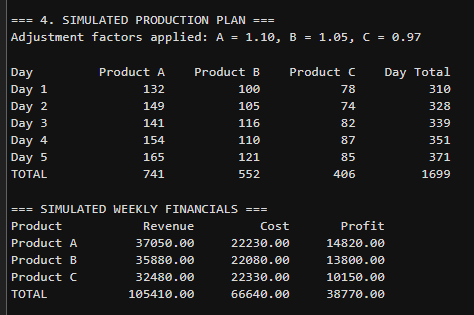 === 4. SIMULATED PRODUCTION PLAN ===
Adjustment factors applied: A = 1.10, B = 1.05, C = 0.97
Day Product A Product B Product C Day Total
Day 1 132 100 78 310
Day 2 149 105 74 328
Day 3 141 116 82 339
Day 4 154 110 87 351
Day 5 165 121 85 371
TOTAL 741 552 406 1699
=== SIMULATED WEEKLY FINANCIALS ===
Product Revenue Cost Profit
Product A 37050.00 22230.00 14820.00
Product B 35880.00 22080.00 13800.00
Product C 32480.00 22330.00 10150.00
TOTAL 105410.00 66640.00 38770.00